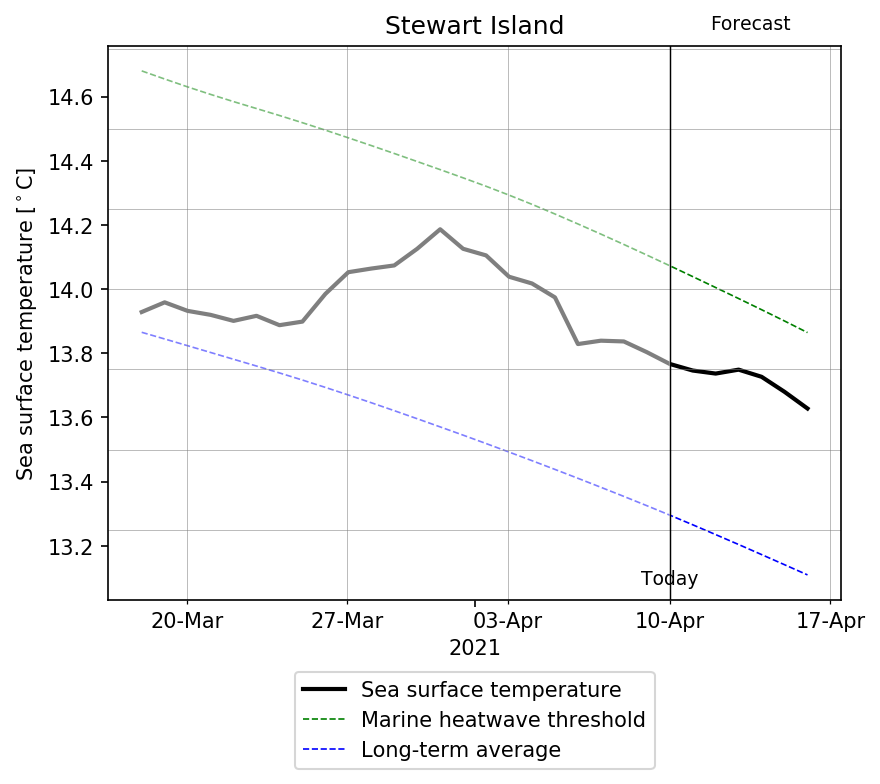 Stewart Island
Forecast
Sea surface temperature [°C]
14.6
14.4
14.2
14.0
13.8
13.6
13.4
13.2
Today
20-Mar
27-Mar
03-Apr
10-Apr
17-Apr
2021
Sea surface temperature
Marine heatwave threshold
Long-term average